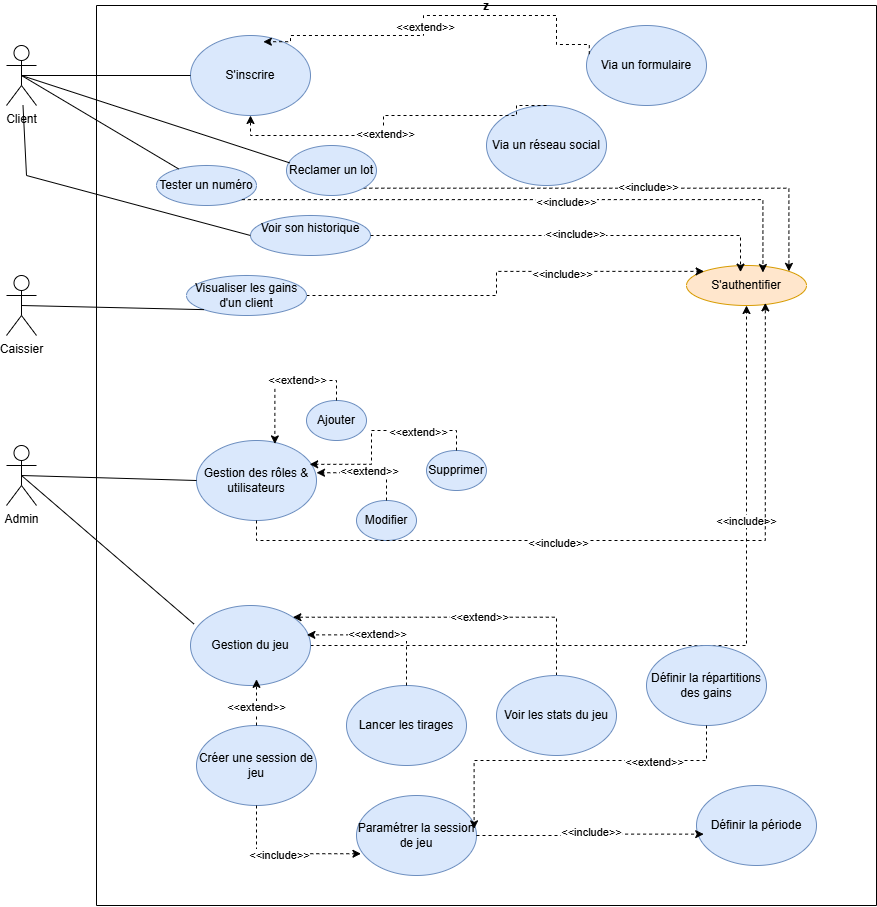 z
<<extend>>
S'inscrire
Via un formulaire
Client
<<extend>>
Via un réseau social
Reclamer un lot
Tester un numéro
<<include>>
<<include>>
Voir son historique
<<include>>
Visualiser les gains
d'un client
<<include>>
S'authentifier
Caissier
<<extend>>
Ajouter
<<extend>>
Gestion des rôles &
utilisateurs
<<extend>>
Supprimer
Admin
Modifier
<<include>>
<<include>>
<<extend>>
<<extend>>
Gestion du jeu
Définir la répartitions
des gains
<<extend>>
Lancer les tirages
Voir les stats du jeu
Créer une session de
jeu
<<extend>>
Paramétrer la session
de jeu
<<include>>
Définir la période
<<include>>